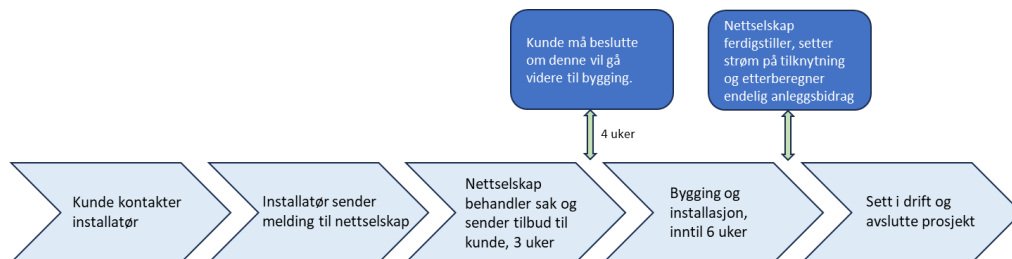 Kunde må beslutte
om denne vil gå
videre til bygging.
Nettselskap
ferdigstiller, setter
strøm på tilknytning
og etterberegner
endelig anleggsbidrag
4 uker
Kunde kontakter
installatør
Installatør sender
melding til nettselskap
Nettselskap
behandler sak og
sender tilbud til
kunde, 3 uker
Bygging og
installasjon,
inntil 6 uker
Sett i drift og
avslutte prosjekt